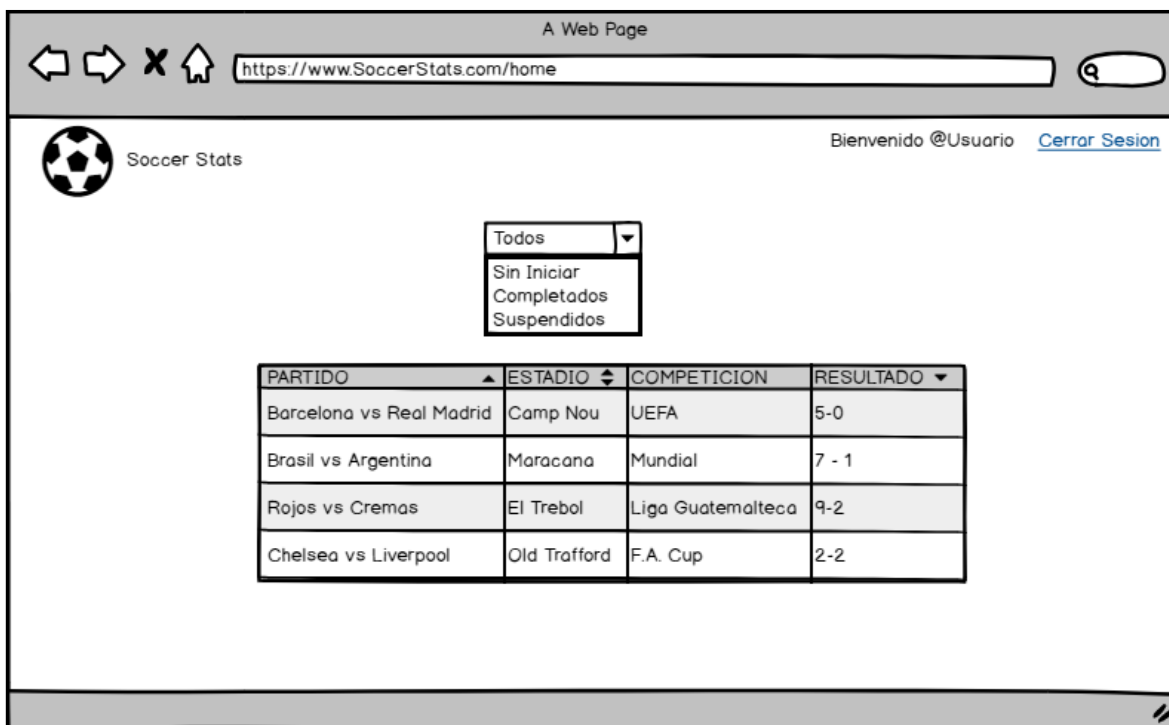 A Web Page
https://www.SoccerStats.com/home
Bienvenido @Usuario Cerrar Sesion
Soccer Stats
Todos
Sin Iniciar
Completados
Suspendidos
PARTIDO ESTADIO COMPETICION RESULTADO
Barcelona vs Real Madrid Camp Nou UEFA 5-0
Brasil vs Argentina Maracana Mundial 7 - 1
Rojos vs Cremas El Trebol Liga Guatemalteca 9-2
Chelsea vs Liverpool Old Trafford F.A. Cup 2-2